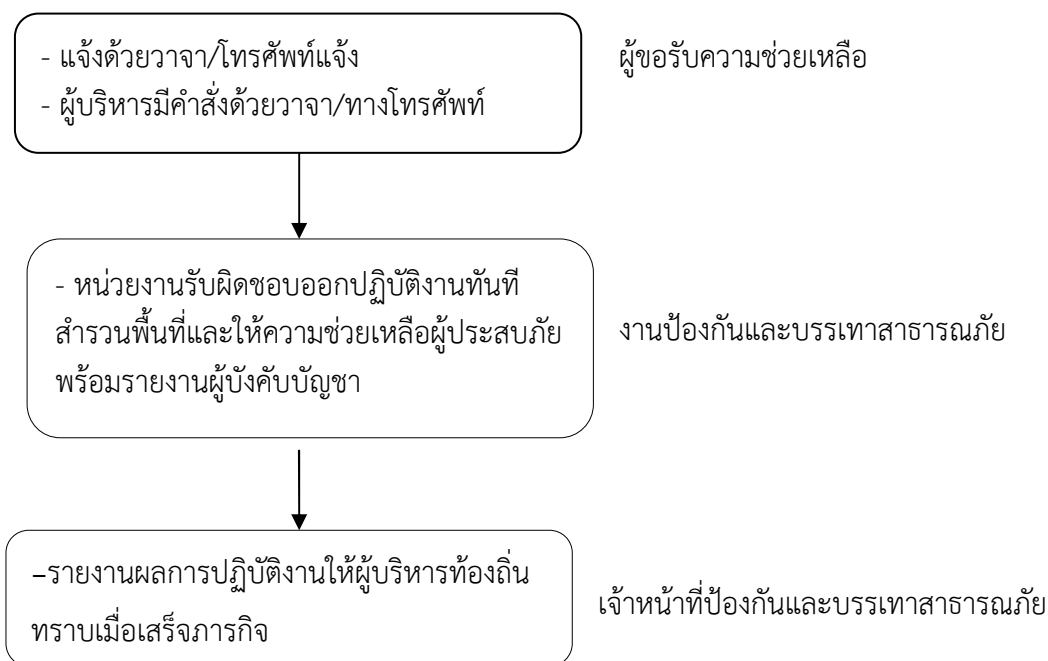 - แจ้งด้วยวาจา/โทรศัพท์แจ้ง
- ผู้บริหารมีคำสั่งด้วยวาจา/ทางโทรศัพท์
ผู้ขอรับความช่วยเหลือ
- หน่วยงานรับผิดชอบออกปฏิบัติงานทันที
สำรวนพื้นที่และให้ความช่วยเหลือผู้ประสบภัย
พร้อมรายงานผู้บังคับบัญชา
งานป้องกันและบรรเทาสาธารณภัย
–รายงานผลการปฏิบัติงานให้ผู้บริหารท้องถิ่น
ทราบเมื่อเสร็จภารกิจ
เจ้าหน้าที่ป้องกันและบรรเทาสาธารณภัย